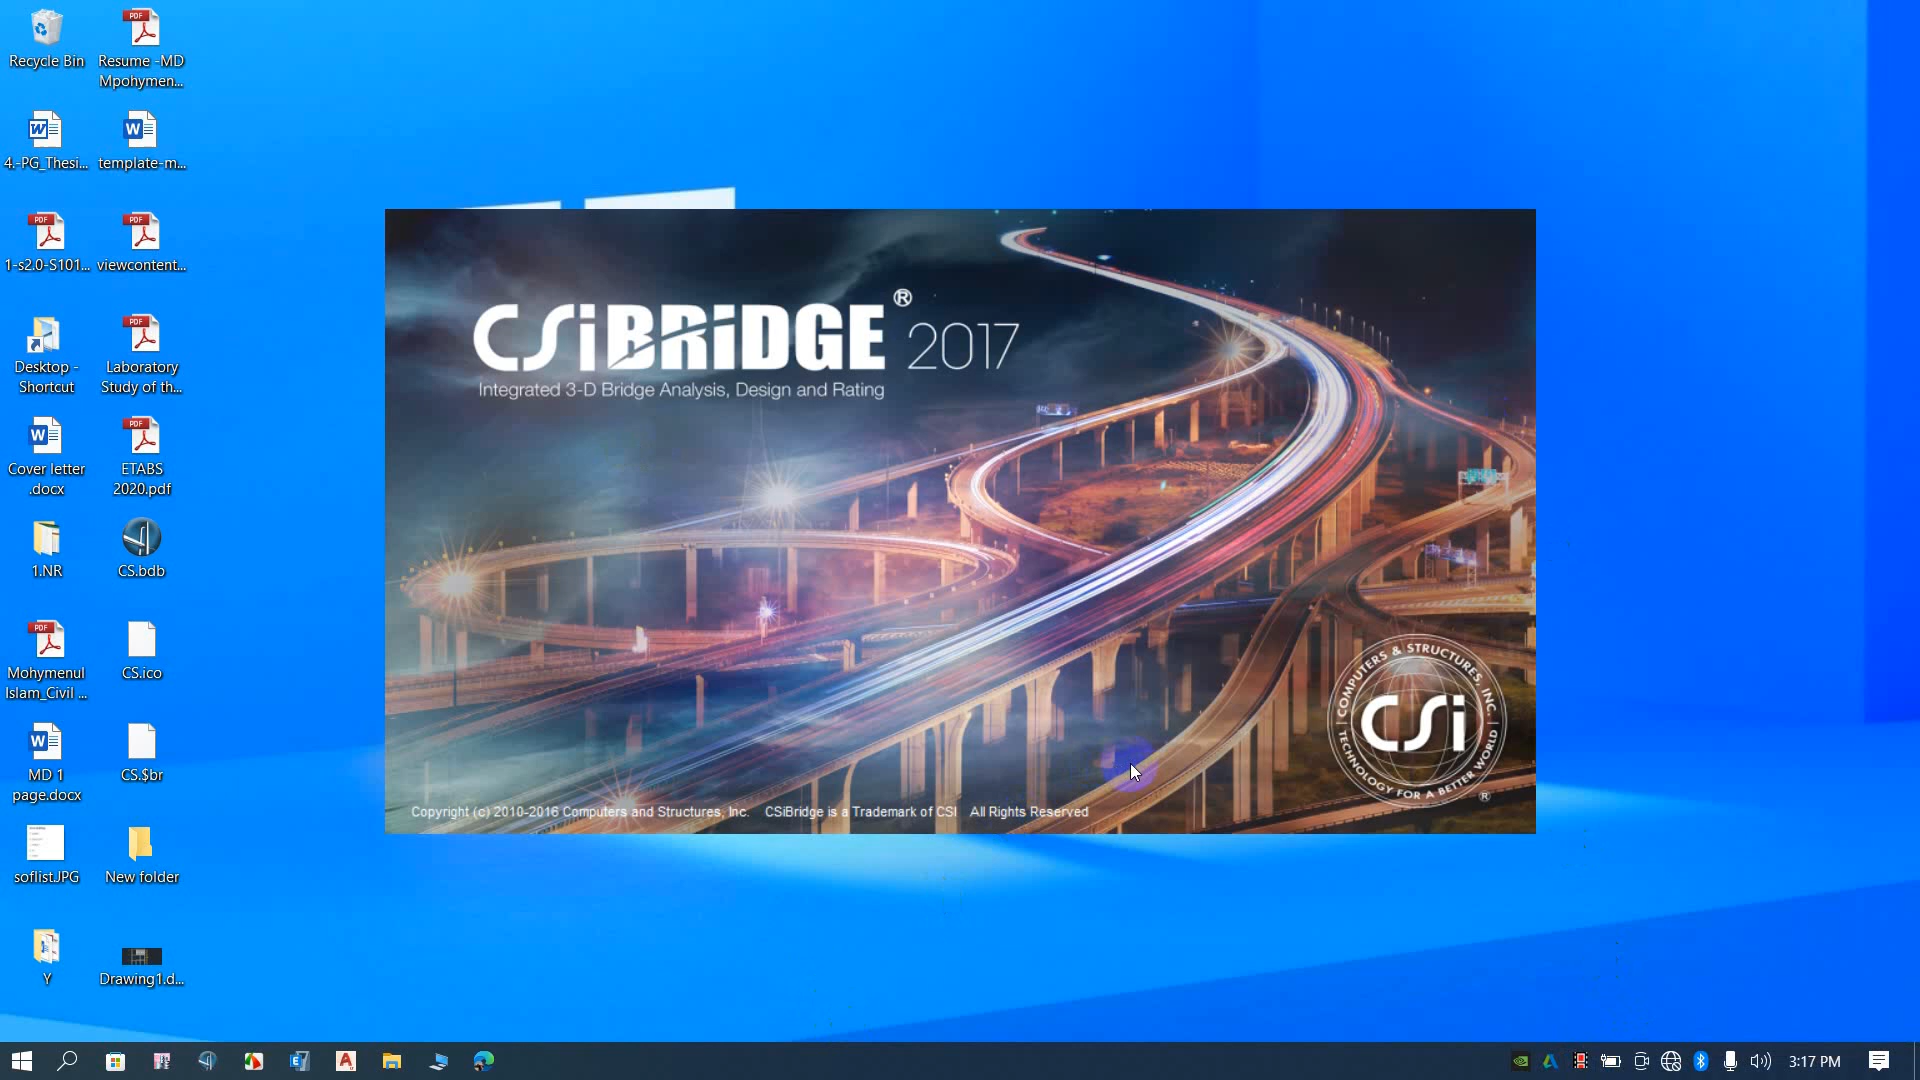 Recycle Bin
Resume -MD
Mpohymen...
4.-PG_Thesi...
template-m...
1-s2.0-S101...
viewcontent...
Desktop -
Shortcut
Laboratory
Study of th...
Cover letter
.docx
ETABS
2020.pdf
1.NR
CS.bdb
Mohymenul
Islam_Civil ...
CS.ico
MD 1
page.docx
CS.$br
soflist.JPG
New folder
Y
Drawing1.d...
CSiBRiDGE® 2017
Integrated 3-D Bridge Analysis, Design and Rating
COMPUTERS & STRUCTURES, INC.
CSi
TECHNOLOGY FOR A BETTER WORLD ®
Copyright (c) 2010-2016 Computers and Structures, Inc. CSiBridge is a Trademark of CSI All Rights Reserved
3:17 PM